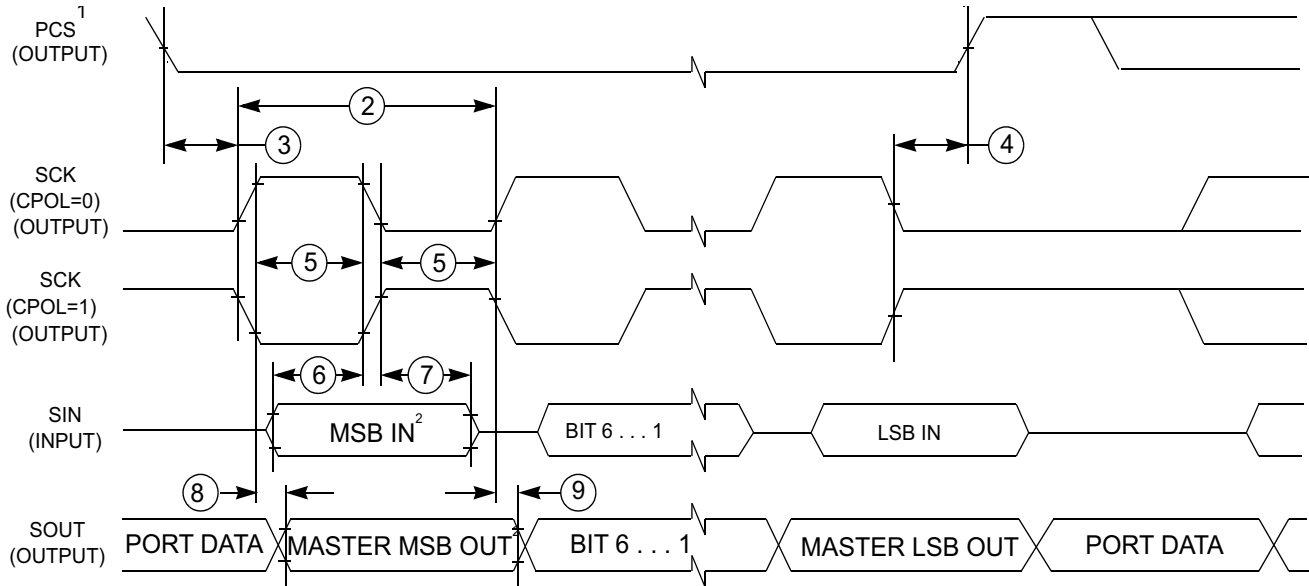 PCS1
(OUTPUT)
2
3
4
SCK
(CPOL=0)
(OUTPUT)
5
5
SCK
(CPOL=1)
(OUTPUT)
6
7
SIN
(INPUT)
MSB IN2
BIT 6 . . . 1
LSB IN
8
9
SOUT
(OUTPUT)
PORT DATA
MASTER MSB OUT2
BIT 6 . . . 1
MASTER LSB OUT
PORT DATA